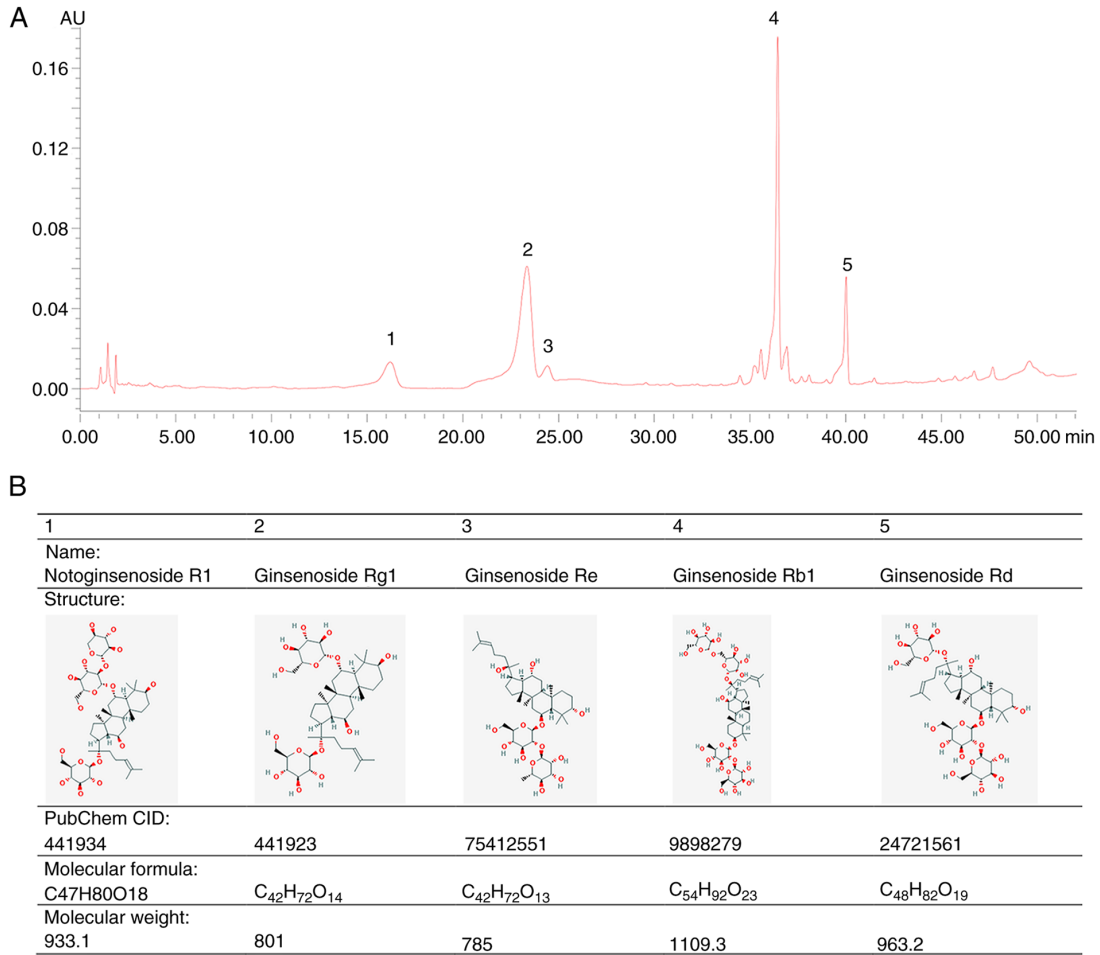 A
AU
4
0.16
0.12
0.08
2
5
0.04
1
3
0.00
0.00 5.00 10.00 15.00 20.00 25.00 30.00 35.00 40.00 45.00 50.00 min
B
1 2 3 4 5
Name:
Notoginsenoside R1 Ginsenoside Rg1 Ginsenoside Re Ginsenoside Rb1 Ginsenoside Rd
Structure:
PubChem CID:
441934 441923 75412551 9898279 24721561
Molecular formula:
C47H80O18 C₄₂H₇₂O₁₄ C₄₂H₇₂O₁₃ C₅₄H₉₂O₂₃ C₄₈H₈₂O₁₉
Molecular weight:
933.1 801 785 1109.3 963.2